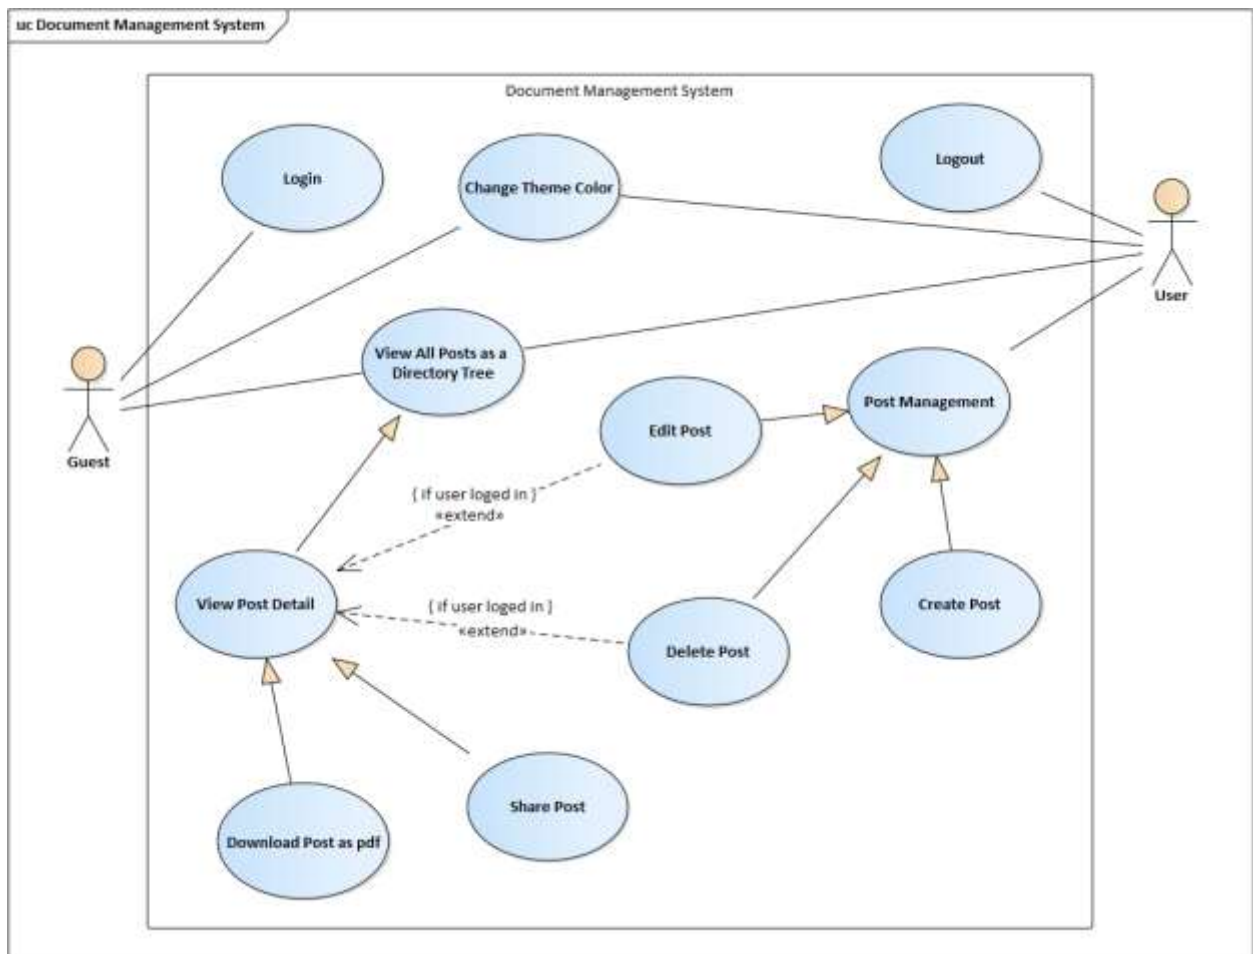 uc Document Management System
Document Management System
Login
Change Theme Color
Logout
User
View All Posts as a
Directory Tree
Guest
Edit Post
Post Management
{ if user loged in }
«extend»
View Post Detail
{ if user loged in }
«extend»
Create Post
Delete Post
Share Post
Download Post as pdf